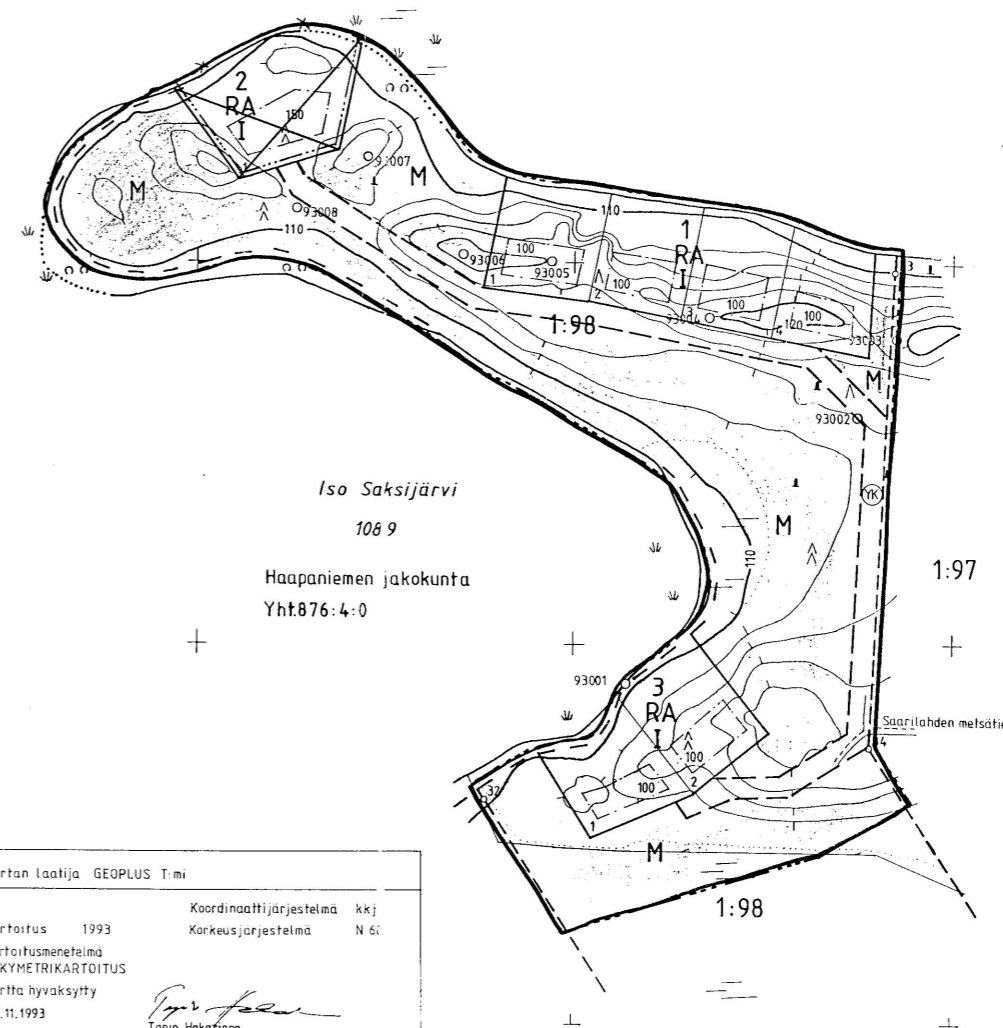 2
RA
I
150
93007
M
M
93008
110
110
1
RA
I
3
100
93006
93005
1
100
2
100
3
93004
100
120
4
93003
1:98
M
93002
YK
Iso Saksijärvi
108 9
M
110
1:97
Haapaniemen jakokunta
Yht.876:4:0
93001
3
RA
I
Saarilahden metsätie
4
100
2
32
100
1
M
1:98
rtan laatija GEOPLUS T:mi
Koordinaattijärjestelmä kkj
rtoitus 1993
Korkeusjärjestelmä N 60
rtoitusmenetelmä
KYMETRIKARTOITUS
rtta hyväksytty
.11.1993